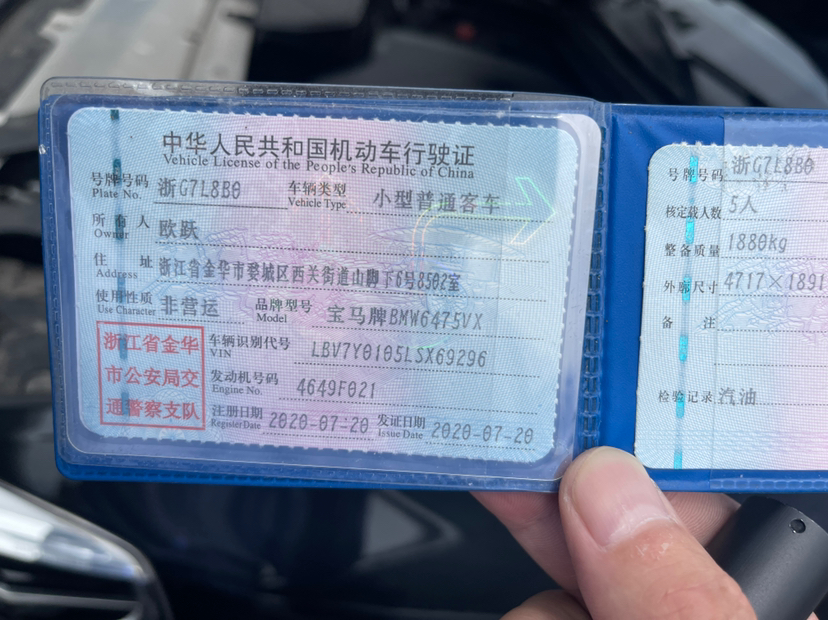 中华人民共和国机动车行驶证
Vehicle License of the People's Republic of China
号牌号码 浙G7L8B0 车辆类型 小型普通客车
Plate No. Vehicle Type
所有人 欧跃
Owner
住址 浙江省金华市婺城区西关街道山脚下6号8502室
Address
使用性质 非营运 品牌型号 宝马牌BMW6475VX
Use Character Model
浙江省金华
市公安局交
通警察支队
车辆识别代号 LBV7Y0105LSX69296
VIN
发动机号码 4649F021
Engine No.
注册日期 2020-07-20 发证日期 2020-07-20
Register Date Issue Date
号牌号码 浙G7L8B0
核定载人数 5人
整备质量 1880kg
外廓尺寸 4717×1891
备注
检验记录 汽油